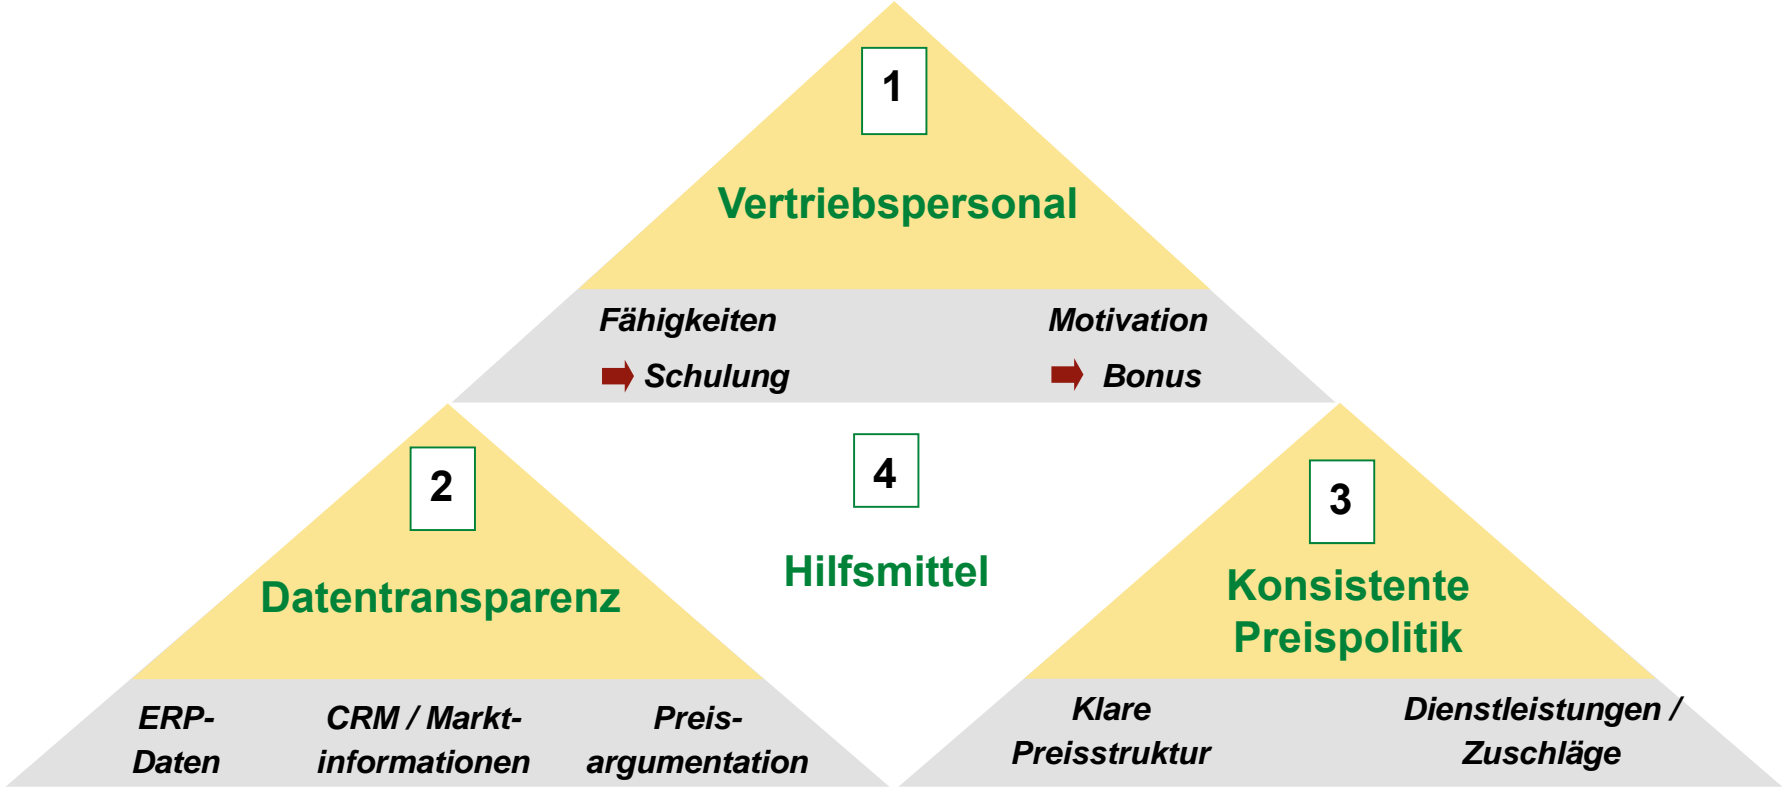 1
Vertriebspersonal
Fähigkeiten
Schulung
Motivation
Bonus
2
Datentransparenz
ERP-
Daten
CRM / Markt-
informationen
Preis-
argumentation
4
Hilfsmittel
3
Konsistente
Preispolitik
Klare
Preisstruktur
Dienstleistungen /
Zuschläge